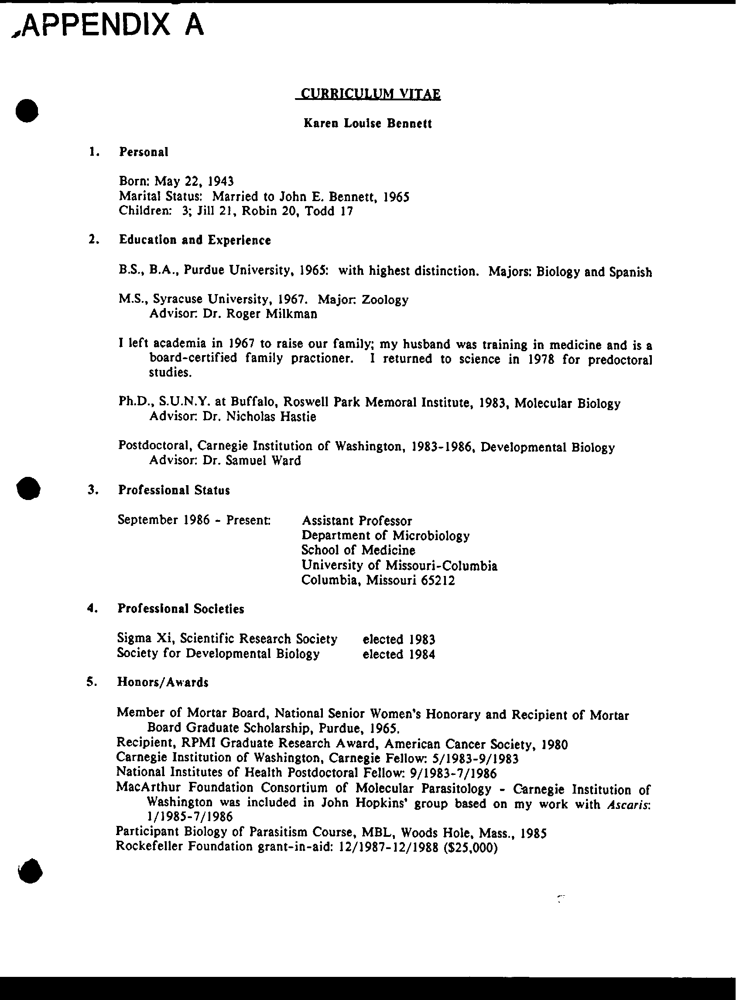 APPENDIX A
CURRICULUM VITAE
Karen Louise Bennett
1. Personal
Born: May 22, 1943
Marital Status: Married to John E. Bennett, 1965
Children: 3; Jill 21, Robin 20, Todd 17
2. Education and Experience
B.S., B.A., Purdue University, 1965: with highest distinction. Majors: Biology and Spanish
M.S., Syracuse University, 1967. Major: Zoology
Advisor: Dr. Roger Milkman
I left academia in 1967 to raise our family; my husband was training in medicine and is a
board-certified family practioner. I returned to science in 1978 for predoctoral
studies.
Ph.D., S.U.N.Y. at Buffalo, Roswell Park Memoral Institute, 1983, Molecular Biology
Advisor: Dr. Nicholas Hastie
Postdoctoral, Carnegie Institution of Washington, 1983-1986, Developmental Biology
Advisor: Dr. Samuel Ward
3. Professional Status
September 1986 - Present: Assistant Professor
Department of Microbiology
School of Medicine
University of Missouri-Columbia
Columbia, Missouri 65212
4. Professional Societies
Sigma Xi, Scientific Research Society elected 1983
Society for Developmental Biology elected 1984
5. Honors/Awards
Member of Mortar Board, National Senior Women's Honorary and Recipient of Mortar
Board Graduate Scholarship, Purdue, 1965.
Recipient, RPMI Graduate Research Award, American Cancer Society, 1980
Carnegie Institution of Washington, Carnegie Fellow: 5/1983-9/1983
National Institutes of Health Postdoctoral Fellow: 9/1983-7/1986
MacArthur Foundation Consortium of Molecular Parasitology - Carnegie Institution of
Washington was included in John Hopkins' group based on my work with Ascaris:
1/1985-7/1986
Participant Biology of Parasitism Course, MBL, Woods Hole, Mass., 1985
Rockefeller Foundation grant-in-aid: 12/1987-12/1988 ($25,000)